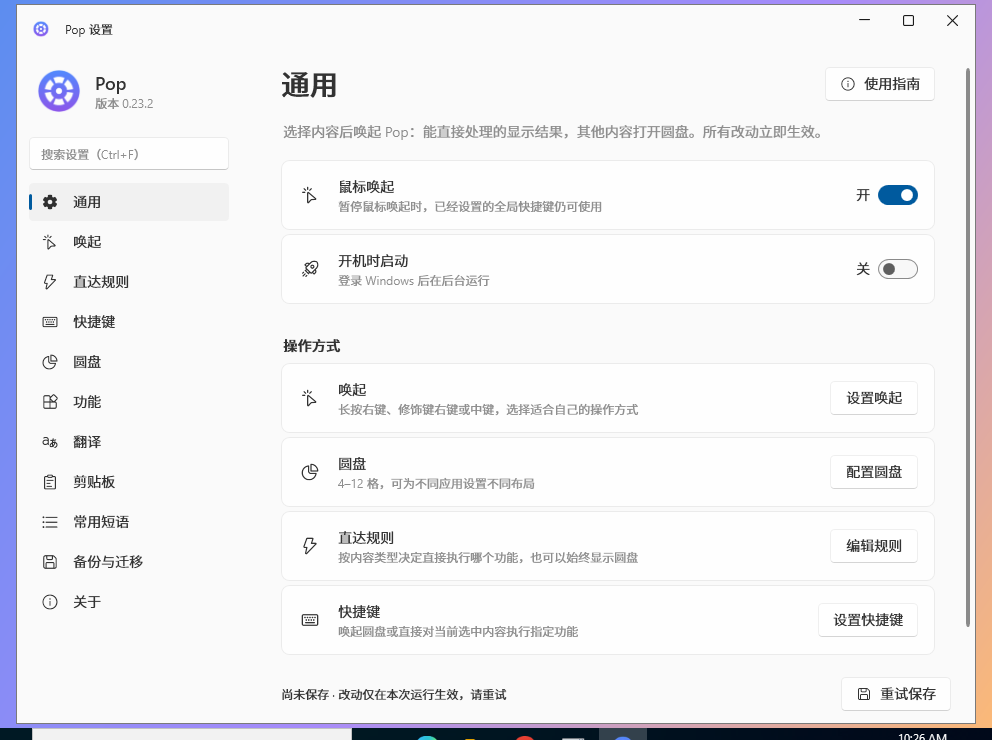 Pop 设置
Pop
版本 0.23.2
搜索设置（Ctrl+F）
通用
唤起
直达规则
快捷键
圆盘
功能
翻译
剪贴板
常用短语
备份与迁移
关于
通用
使用指南
选择内容后唤起 Pop：能直接处理的显示结果，其他内容打开圆盘。所有改动立即生效。
鼠标唤起
暂停鼠标唤起时，已经设置的全局快捷键仍可使用
开
开机时启动
登录 Windows 后在后台运行
关
操作方式
唤起
长按右键、修饰键右键或中键，选择适合自己的操作方式
设置唤起
圆盘
4–12 格，可为不同应用设置不同布局
配置圆盘
直达规则
按内容类型决定直接执行哪个功能，也可以始终显示圆盘
编辑规则
快捷键
唤起圆盘或直接对当前选中内容执行指定功能
设置快捷键
尚未保存 · 改动仅在本次运行生效，请重试
重试保存
10:26 AM